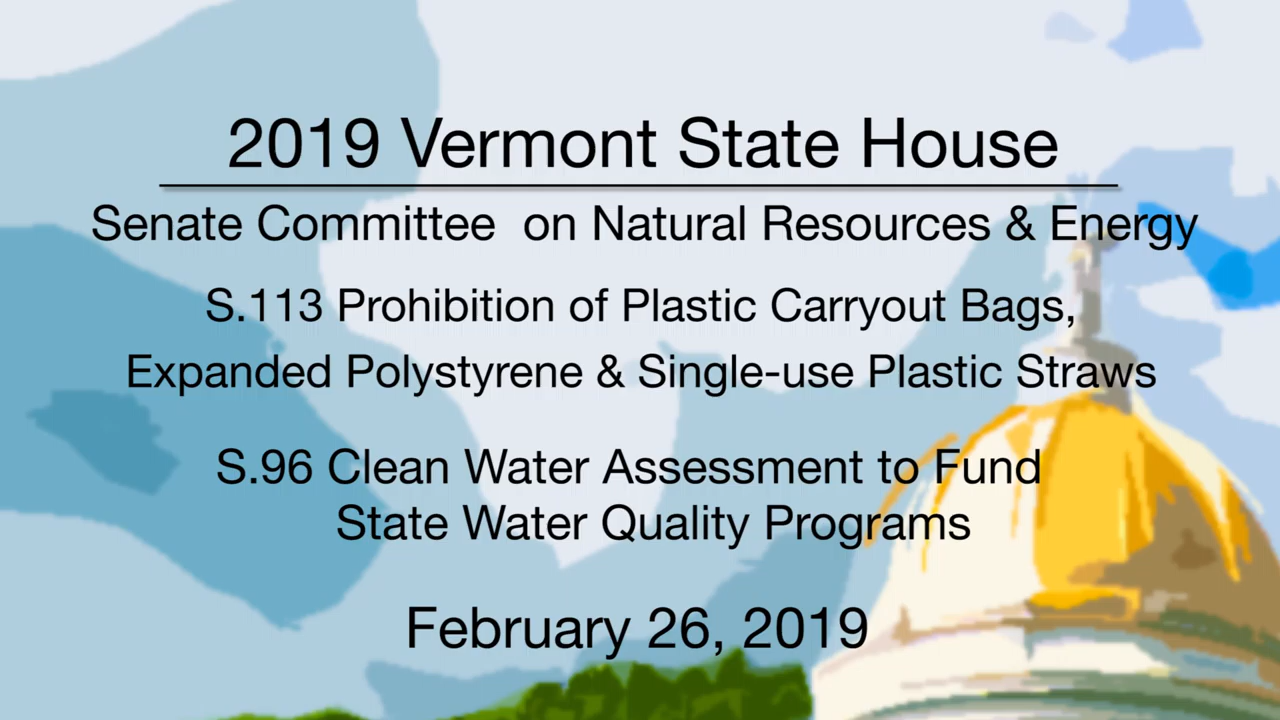 2019 Vermont State House
Senate Committee on Natural Resources & Energy
S.113 Prohibition of Plastic Carryout Bags,
Expanded Polystyrene & Single-use Plastic Straws
S.96 Clean Water Assessment to Fund
State Water Quality Programs
February 26, 2019